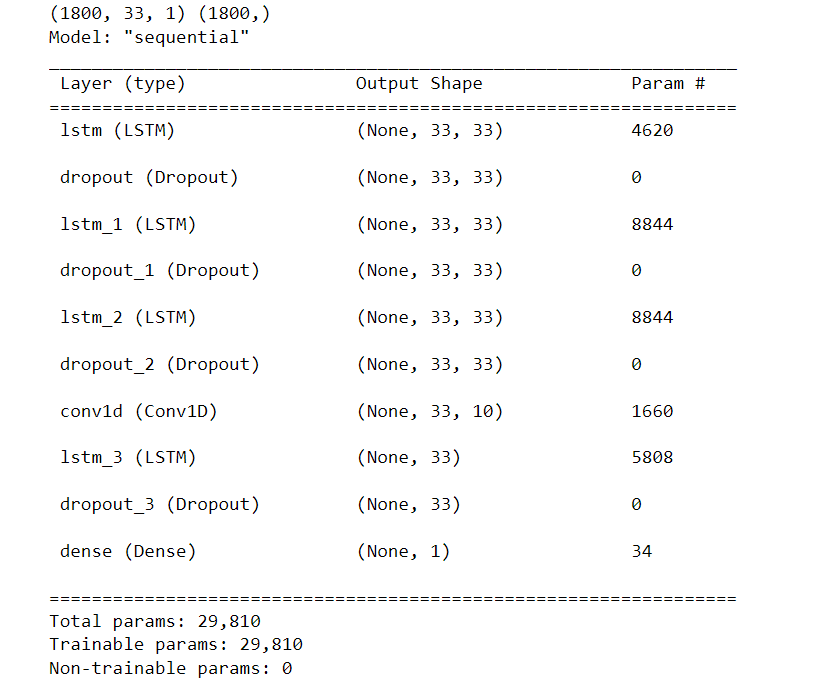 (1800, 33, 1) (1800,)
Model: "sequential"
_________________________________________________________________
Layer (type) Output Shape Param #
=================================================================
lstm (LSTM) (None, 33, 33) 4620
dropout (Dropout) (None, 33, 33) 0
lstm_1 (LSTM) (None, 33, 33) 8844
dropout_1 (Dropout) (None, 33, 33) 0
lstm_2 (LSTM) (None, 33, 33) 8844
dropout_2 (Dropout) (None, 33, 33) 0
conv1d (Conv1D) (None, 33, 10) 1660
lstm_3 (LSTM) (None, 33) 5808
dropout_3 (Dropout) (None, 33) 0
dense (Dense) (None, 1) 34
=================================================================
Total params: 29,810
Trainable params: 29,810
Non-trainable params: 0